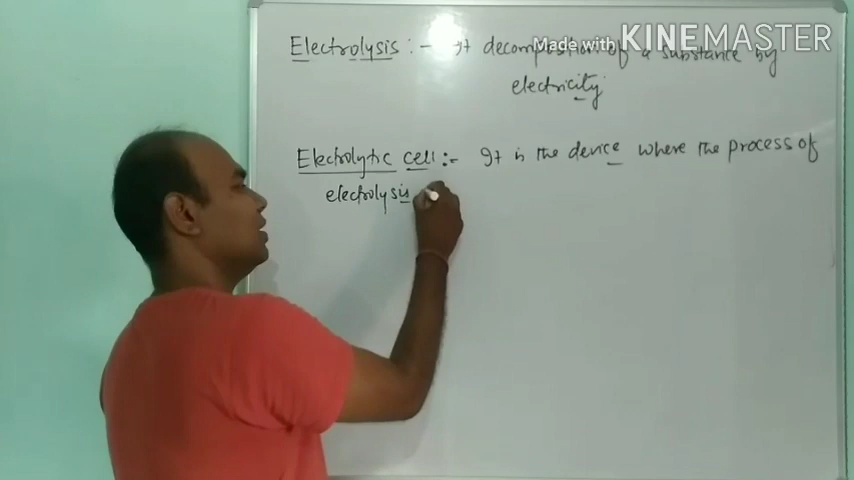 Electrolysis :- It decomposition of a substance by
electricity
Made with KINEMASTER
Electrolytic cell :- It is the device where the process of
electrolysis